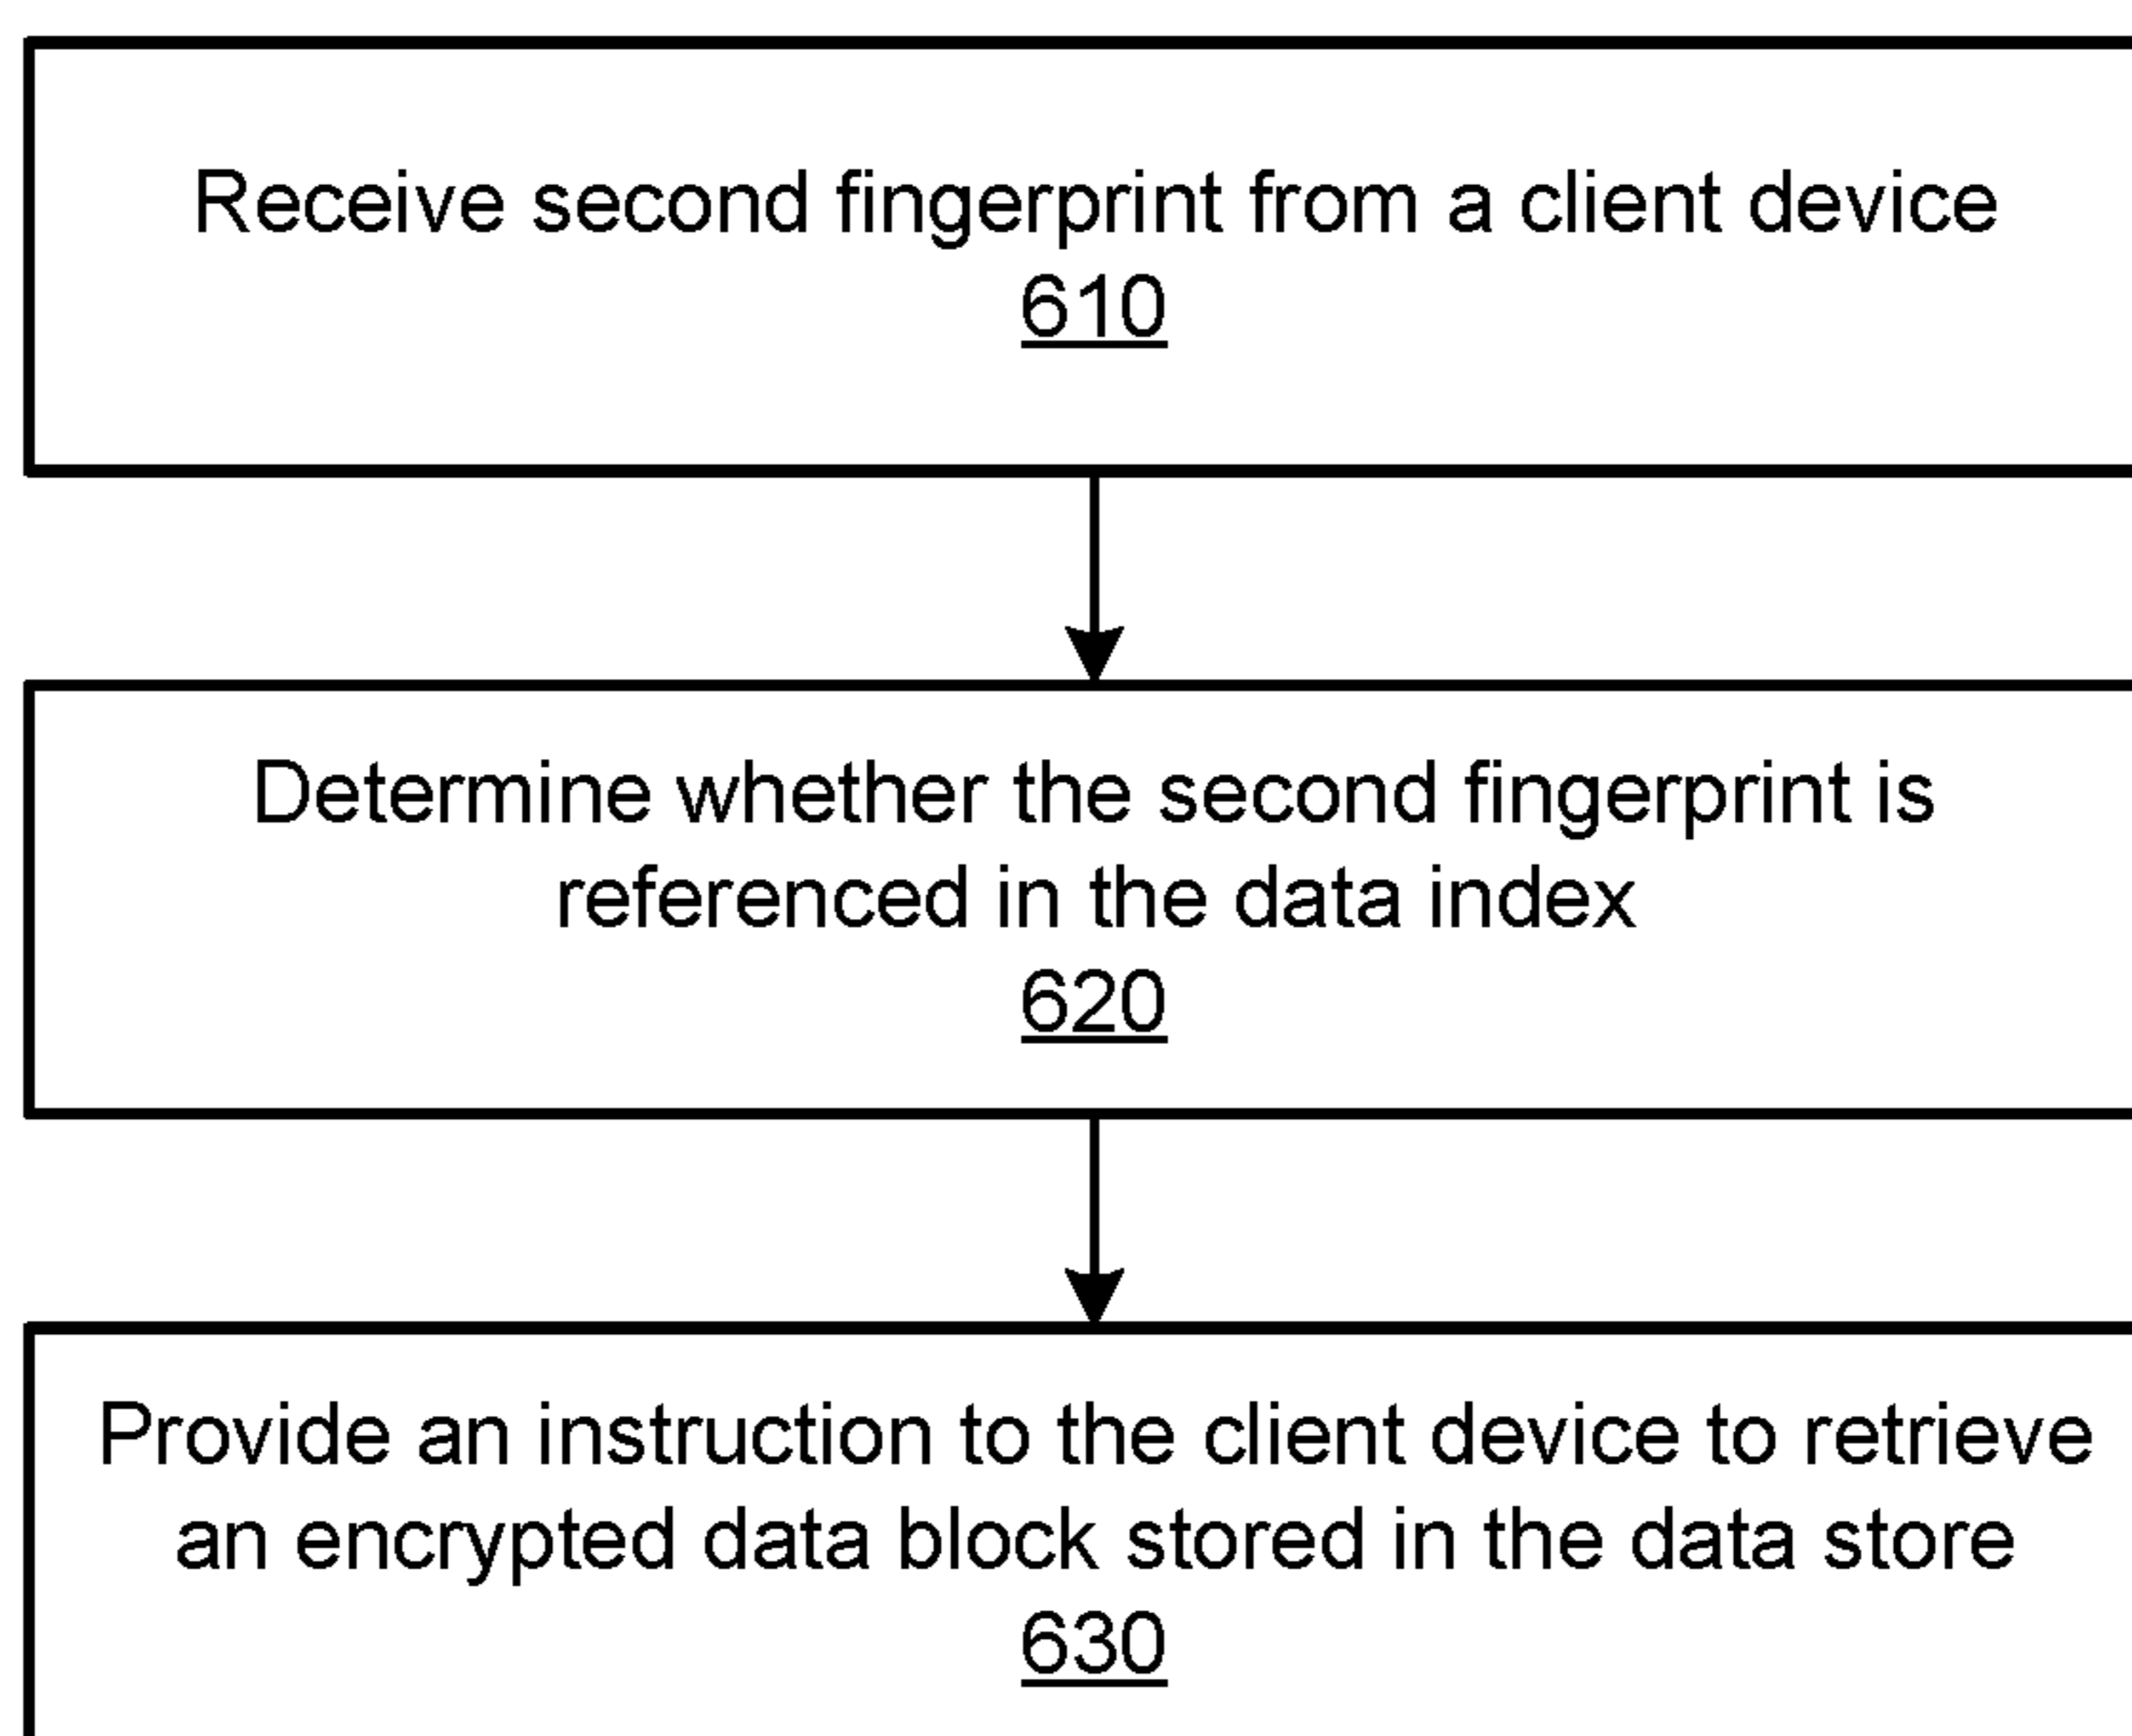 Receive second fingerprint from a client device
610
Determine whether the second fingerprint is
referenced in the data index
620
Provide an instruction to the client device to retrieve
an encrypted data block stored in the data store
630